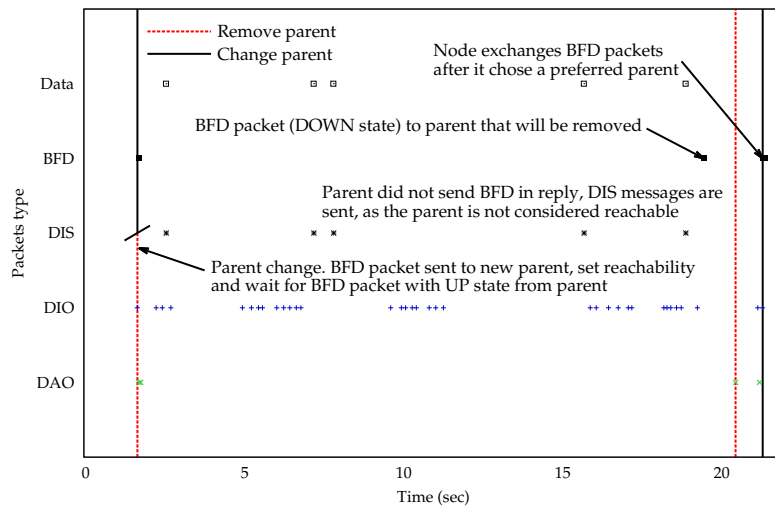 Remove parent
Change parent
Node exchanges BFD packets
after it chose a preferred parent
Data
BFD packet (DOWN state) to parent that will be removed
BFD
Parent did not send BFD in reply, DIS messages are
sent, as the parent is not considered reachable
DIS
Parent change. BFD packet sent to new parent, set reachability
and wait for BFD packet with UP state from parent
DIO
DAO
Packets type
0 5 10 15 20
Time (sec)